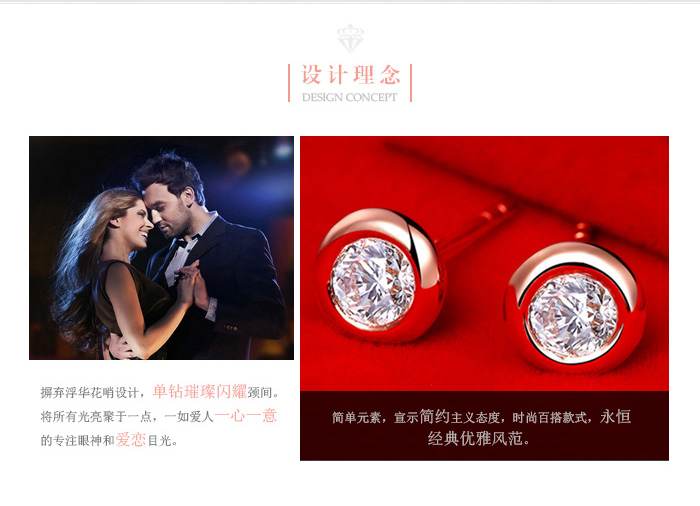 设计理念
DESIGN CONCEPT
摒弃浮华花哨设计，单钻璀璨闪耀颈间。
将所有光亮聚于一点，一如爱人一心一意
的专注眼神和爱恋目光。
简单元素，宣示简约主义态度，时尚百搭款式，永恒
经典优雅风范。